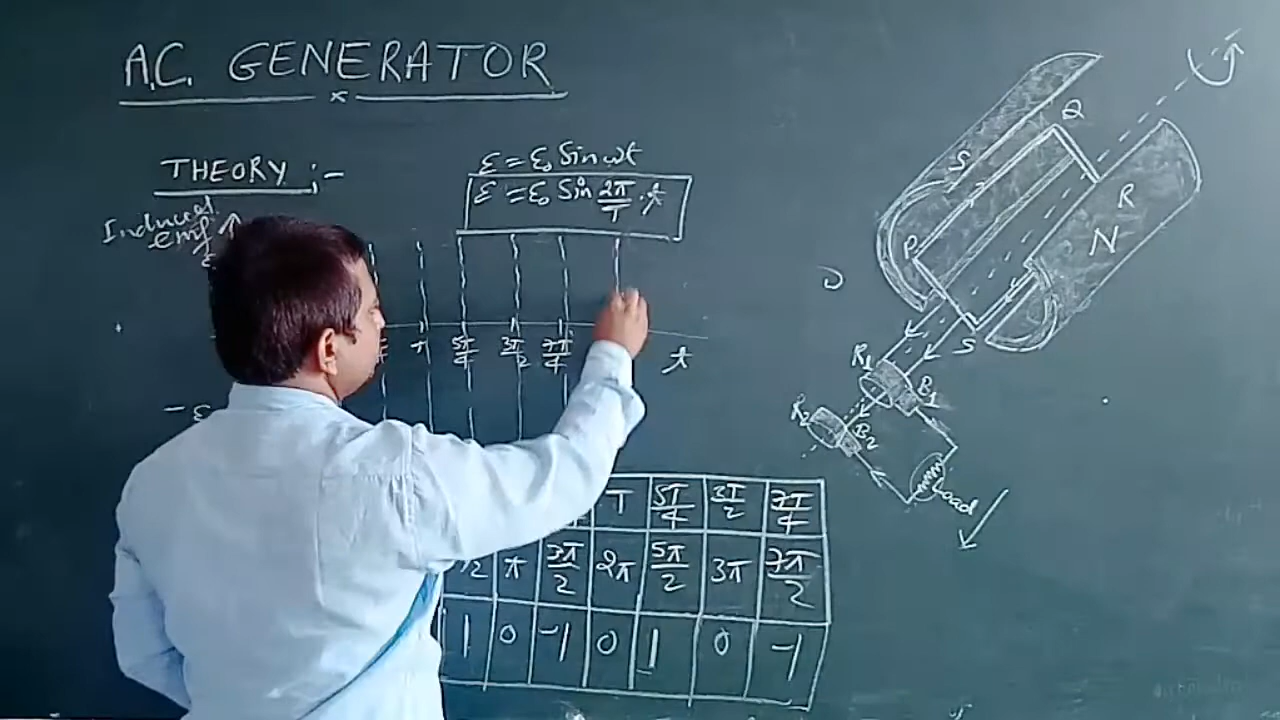 A.C. GENERATOR
THEORY :-
Induced
emf
ε
ε = ε₀ Sin ωt
ε = ε₀ Sin 2π/T · t
T 5T/4 3T/2 7T/4 t
- ε
T 5T/4 3T/2 7T/4
π/2 π 3π/2 2π 5π/2 3π 7π/2
1 0 -1 0 1 0 -1
S
Q
R
N
P
S
R₁
B₁
R₂
B₂
Load